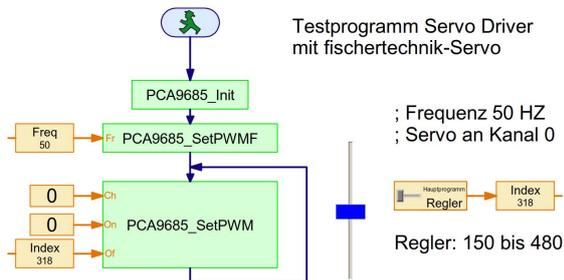 Testprogramm Servo Driver
mit fischertechnik-Servo
PCA9685_Init
; Frequenz 50 HZ
; Servo an Kanal 0
Freq
50
Fr
PCA9685_SetPWMF
0
Ch
0
On
Index
318
Of
PCA9685_SetPWM
Hauptprogramm
Regler
Index
318
Regler: 150 bis 480